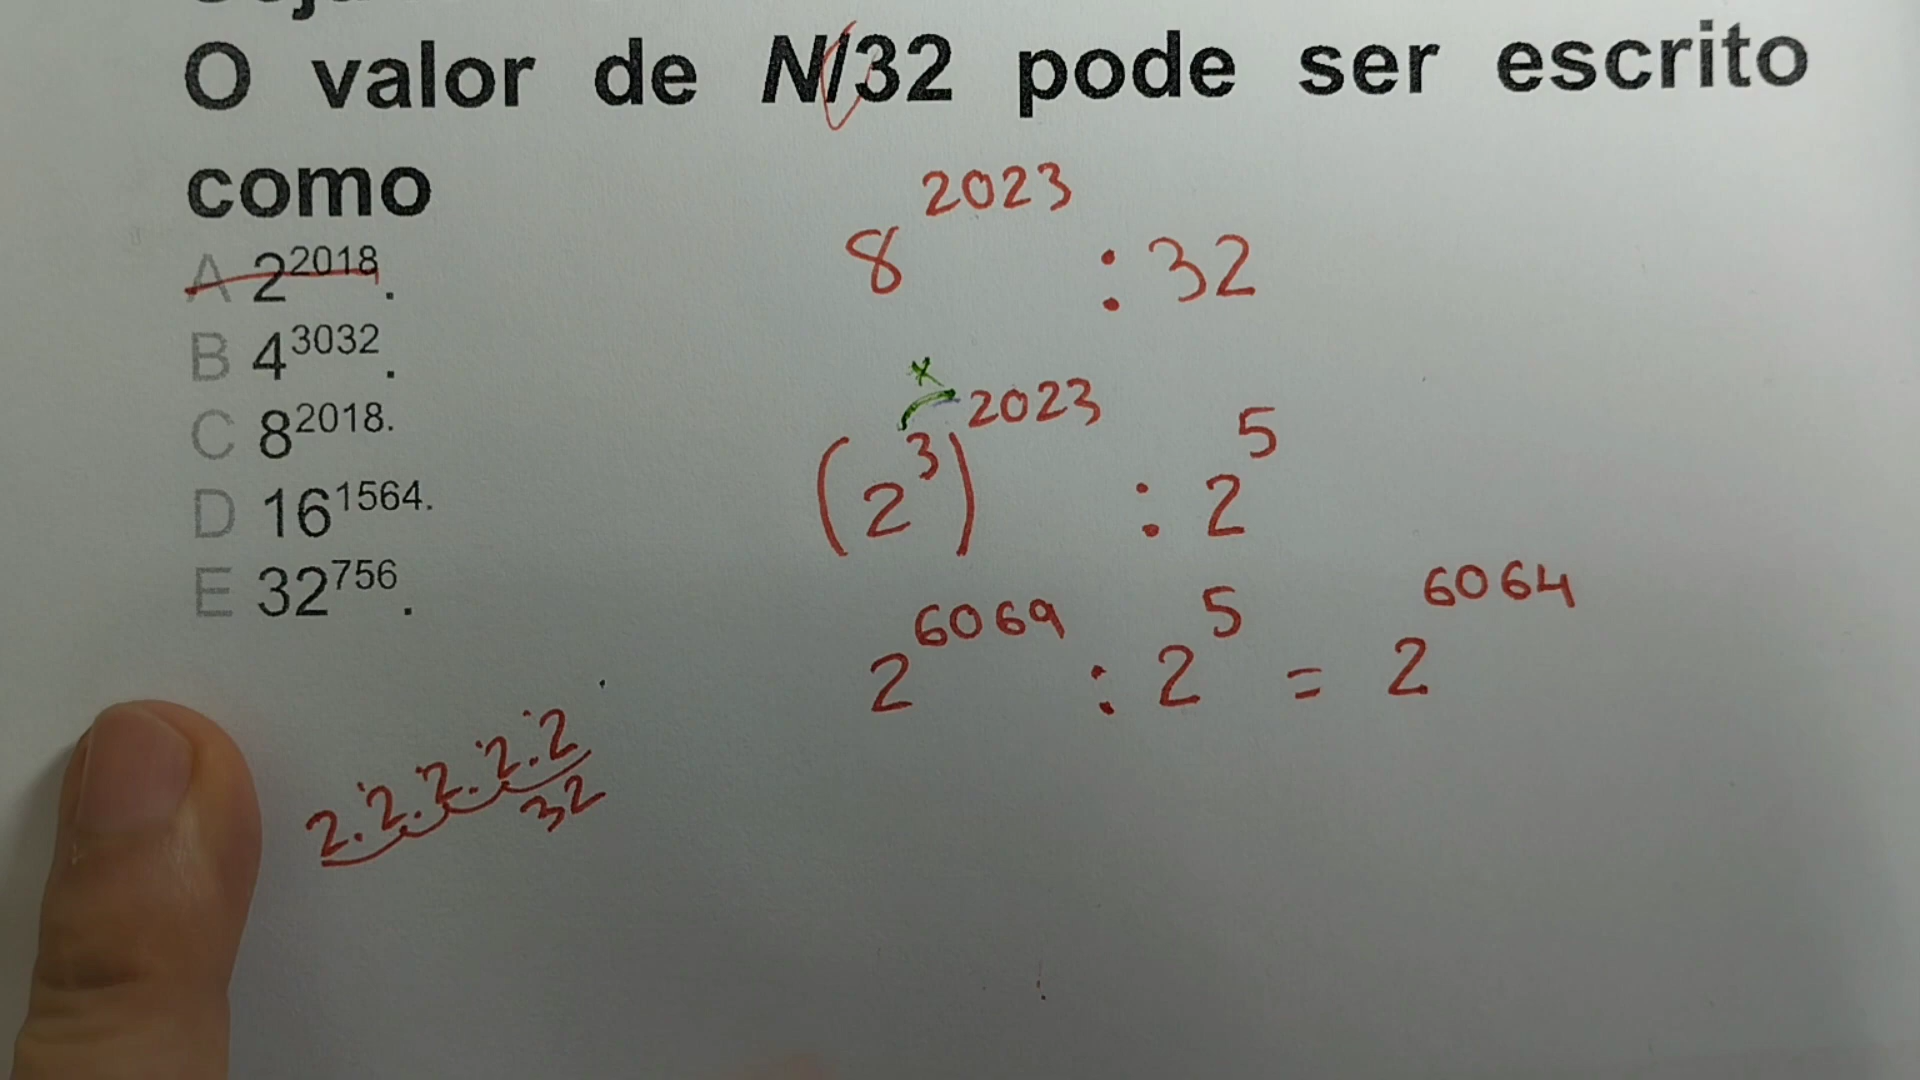 O valor de N/32 pode ser escrito
como
A 2^2018.
B 4^3032.
C 8^2018.
D 16^1564.
E 32^756.
8^2023 : 32
x
(2^3)^2023 : 2^5
2^6069 : 2^5 = 2^6064
2.2.2.2.2
32